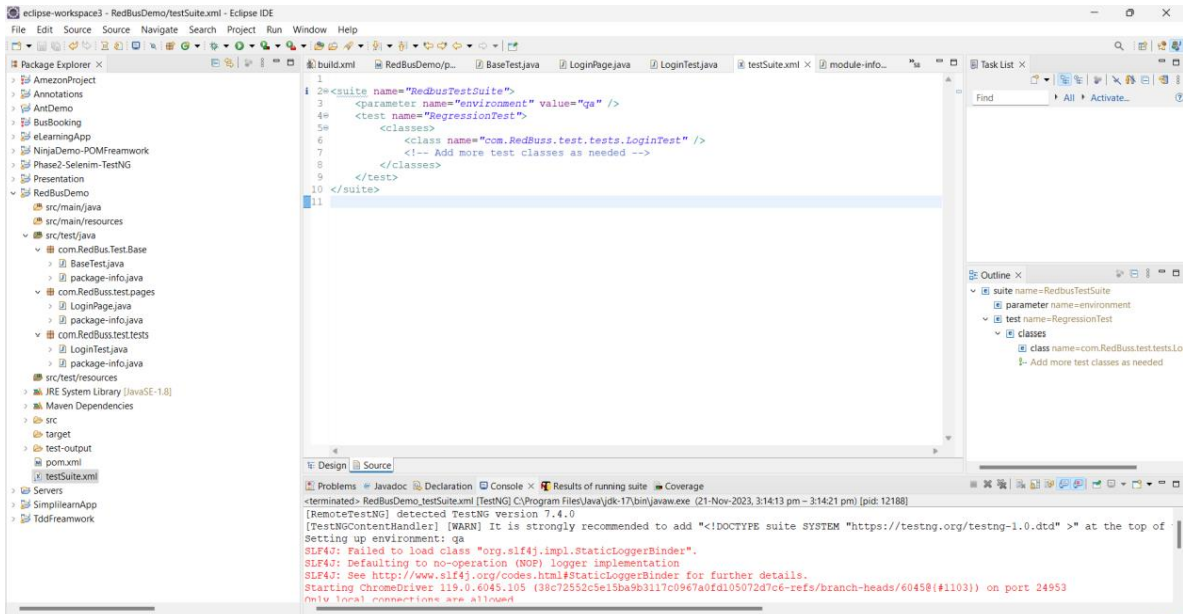 eclipse-workspace3 - RedBusDemo/testSuite.xml - Eclipse IDE
File Edit Source Source Navigate Search Project Run Window Help
Package Explorer
AmezonProject
Annotations
AntDemo
BusBooking
eLearningApp
NinjaDemo-POMFreamwork
Phase2-Selenim-TestNG
Presentation
RedBusDemo
src/main/java
src/main/resources
src/test/java
com.RedBus.Test.Base
BaseTest.java
package-info.java
com.RedBuss.test.pages
LoginPage.java
package-info.java
com.RedBuss.test.tests
LoginTest.java
package-info.java
src/test/resources
JRE System Library [JavaSE-1.8]
Maven Dependencies
src
target
test-output
pom.xml
testSuite.xml
Servers
SimplilearnApp
TddFreamwork
build.xml RedBusDemo/p... BaseTest.java LoginPage.java LoginTest.java testSuite.xml module-info...
1
2 <suite name="RedbusTestSuite">
3 <parameter name="environment" value="qa" />
4 <test name="RegressionTest">
5 <classes>
6 <class name="com.RedBuss.test.tests.LoginTest" />
7 <!-- Add more test classes as needed -->
8 </classes>
9 </test>
10 </suite>
11
Design Source
Task List
Find All Activate...
Outline
suite name=RedbusTestSuite
parameter name=environment
test name=RegressionTest
classes
class name=com.RedBuss.test.tests.Lo
Add more test classes as needed
Problems Javadoc Declaration Console Results of running suite Coverage
<terminated> RedBusDemo_testSuite.xml [TestNG] C:\Program Files\Java\jdk-17\bin\javaw.exe (21-Nov-2023, 3:14:13 pm – 3:14:21 pm) [pid: 12188]
[RemoteTestNG] detected TestNG version 7.4.0
[TestNGContentHandler] [WARN] It is strongly recommended to add "<!DOCTYPE suite SYSTEM "https://testng.org/testng-1.0.dtd" >" at the top of
Setting up environment: qa
SLF4J: Failed to load class "org.slf4j.impl.StaticLoggerBinder".
SLF4J: Defaulting to no-operation (NOP) logger implementation
SLF4J: See http://www.slf4j.org/codes.html#StaticLoggerBinder for further details.
Starting ChromeDriver 119.0.6045.105 (38c72552c5e15ba9b3117c0967a0fd105072d7c6-refs/branch-heads/6045@{#1103}) on port 24953
Only local connections are allowed